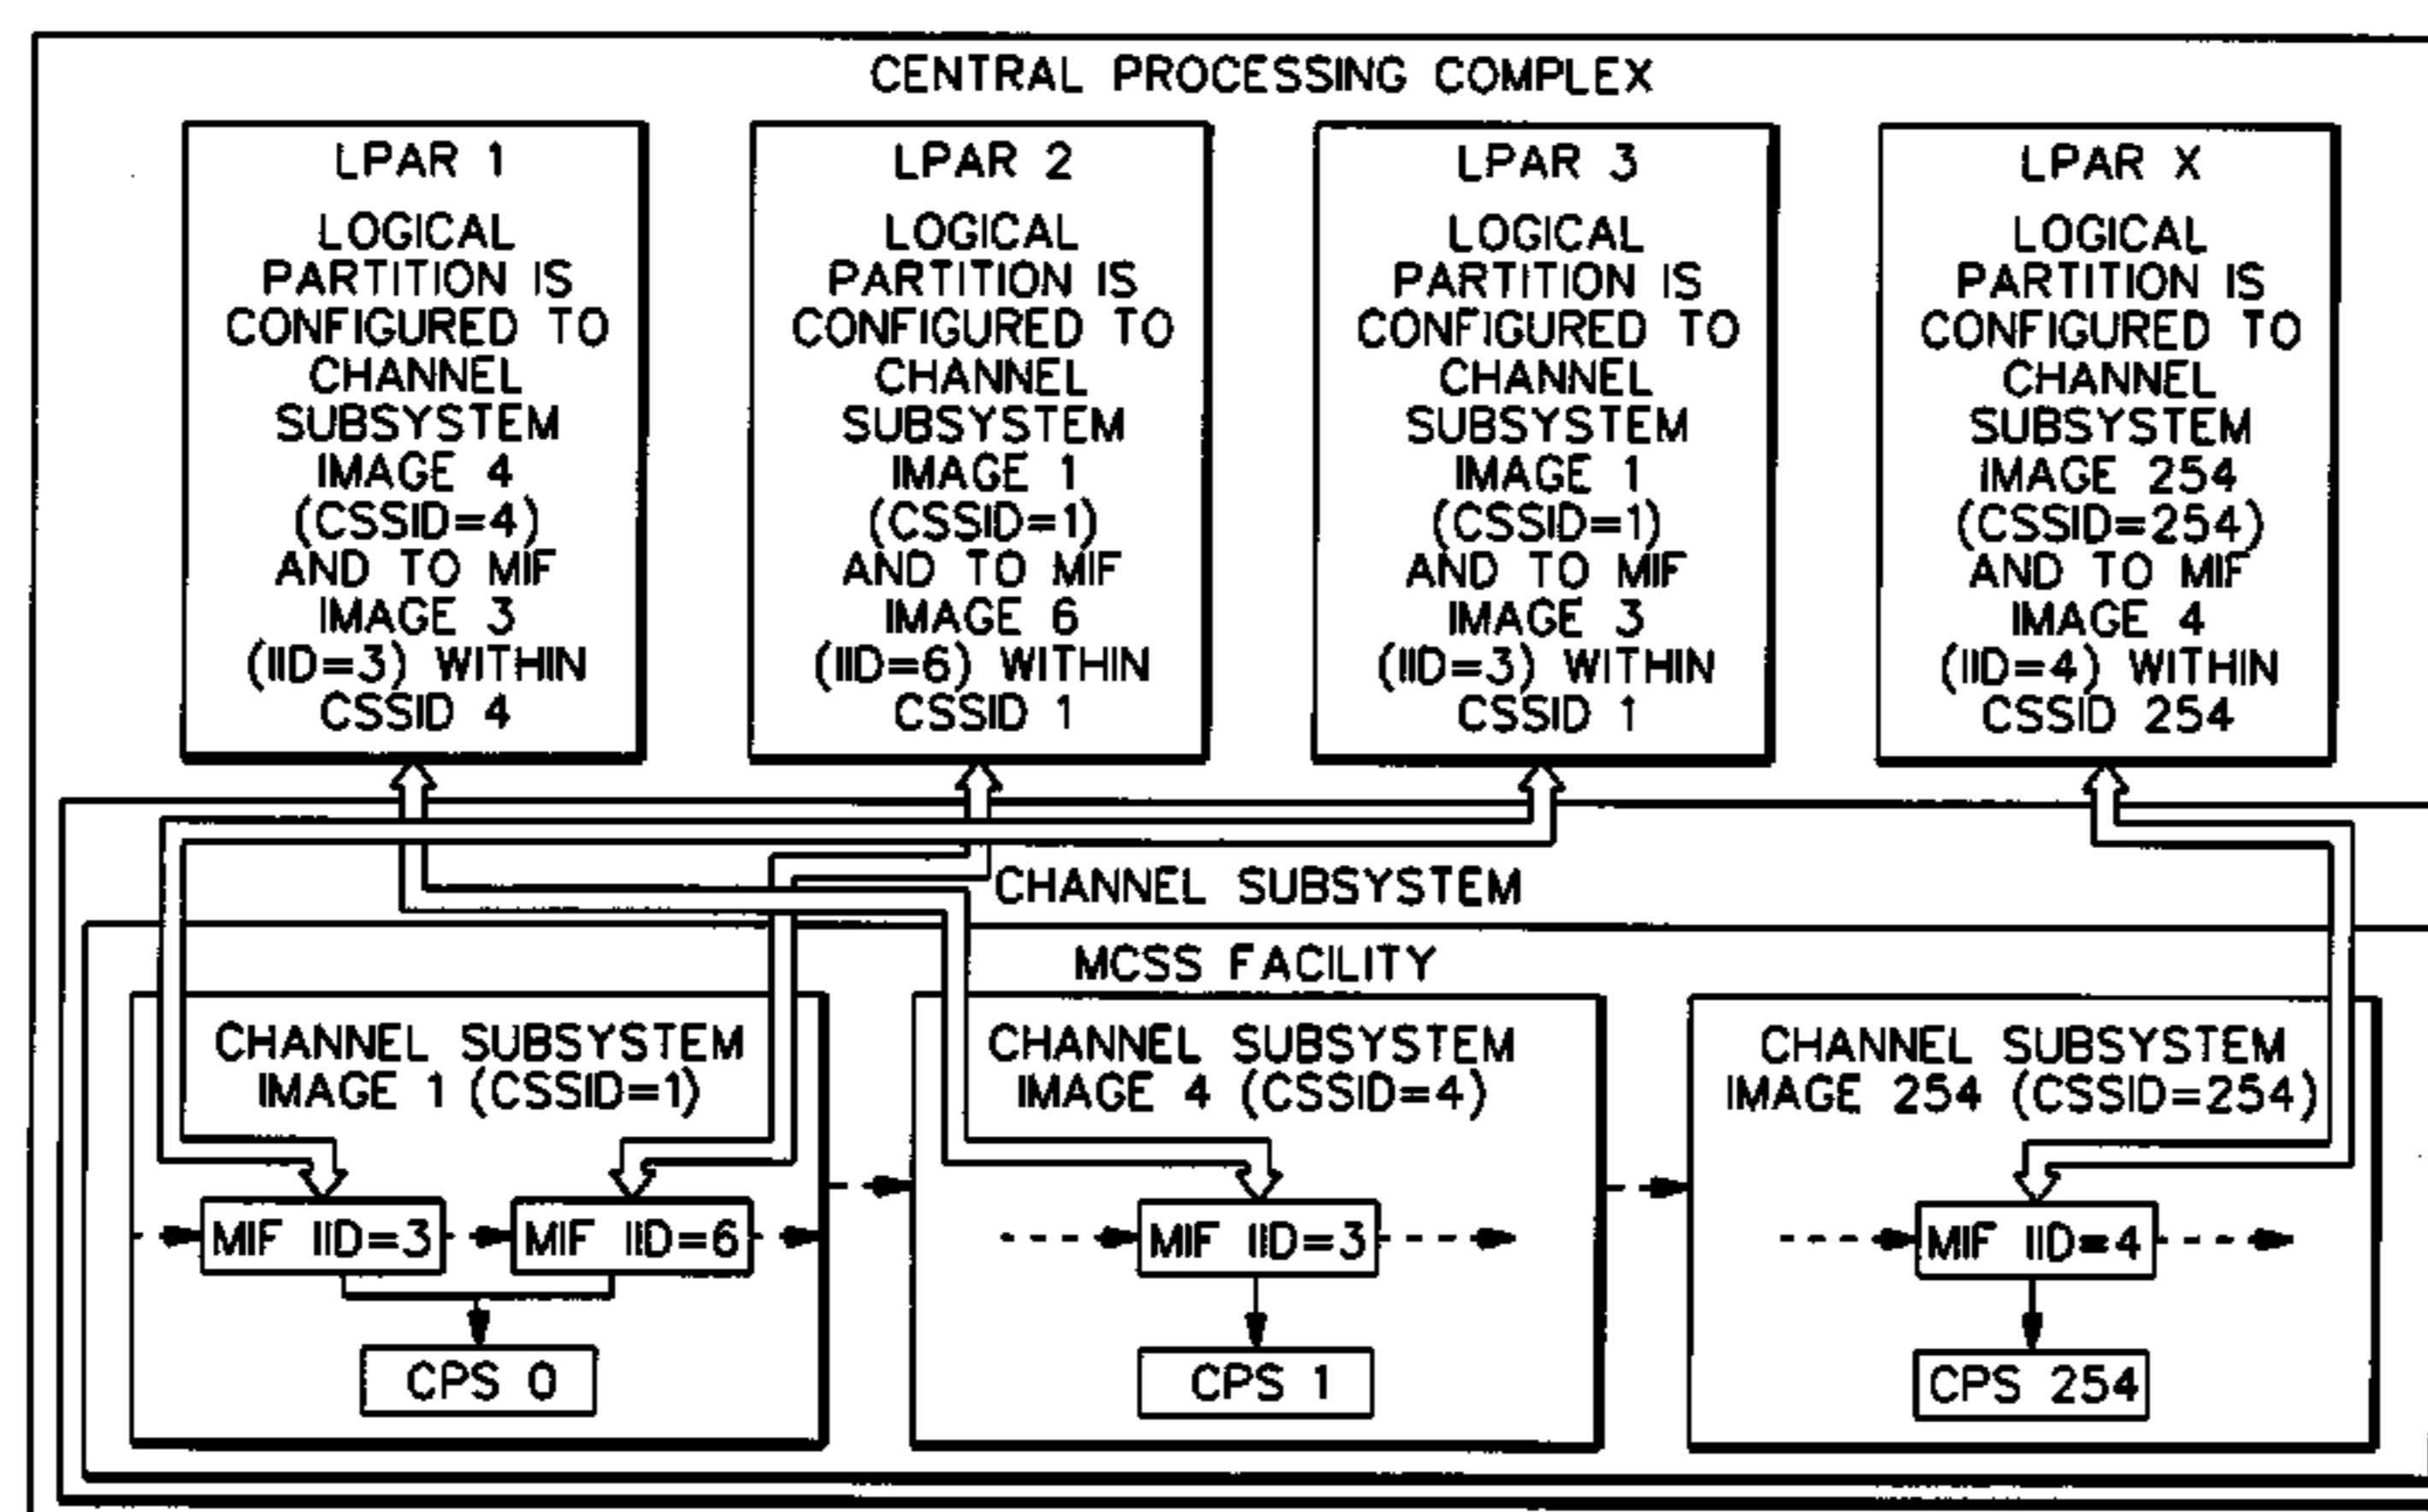 CENTRAL PROCESSING COMPLEX
LPAR 1
LOGICAL
PARTITION IS
CONFIGURED TO
CHANNEL
SUBSYSTEM
IMAGE 4
(CSSID=4)
AND TO MIF
IMAGE 3
(IID=3) WITHIN
CSSID 4
LPAR 2
LOGICAL
PARTITION IS
CONFIGURED TO
CHANNEL
SUBSYSTEM
IMAGE 1
(CSSID=1)
AND TO MIF
IMAGE 6
(IID=6) WITHIN
CSSID 1
LPAR 3
LOGICAL
PARTITION IS
CONFIGURED TO
CHANNEL
SUBSYSTEM
IMAGE 1
(CSSID=1)
AND TO MIF
IMAGE 3
(IID=3) WITHIN
CSSID 1
LPAR X
LOGICAL
PARTITION IS
CONFIGURED TO
CHANNEL
SUBSYSTEM
IMAGE 254
(CSSID=254)
AND TO MIF
IMAGE 4
(IID=4) WITHIN
CSSID 254
CHANNEL SUBSYSTEM
MCSS FACILITY
CHANNEL SUBSYSTEM
IMAGE 1 (CSSID=1)
MIF IID=3
MIF IID=6
CPS 0
CHANNEL SUBSYSTEM
IMAGE 4 (CSSID=4)
MIF IID=3
CPS 1
CHANNEL SUBSYSTEM
IMAGE 254 (CSSID=254)
MIF IID=4
CPS 254